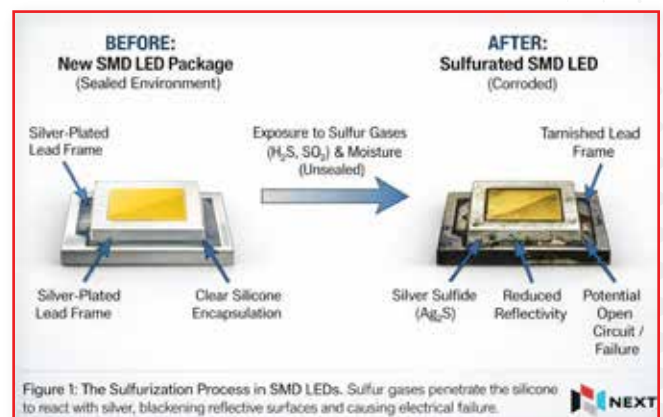 BEFORE:
New SMD LED Package
(Sealed Environment)
AFTER:
Sulfurated SMD LED
(Corroded)
Silver-Plated
Lead Frame
Exposure to Sulfur Gases
(H₂S, SO₂) & Moisture
(Unsealed)
Tarnished Lead
Frame
Silver-Plated
Lead Frame
Clear Silicone
Encapsulation
Silver Sulfide
(Ag₂S)
Reduced
Reflectivity
Potential
Open
Circuit /
Failure
Figure 1: The Sulfurization Process in SMD LEDs. Sulfur gases penetrate the silicone
to react with silver, blackening reflective surfaces and causing electrical failure.
NEXT